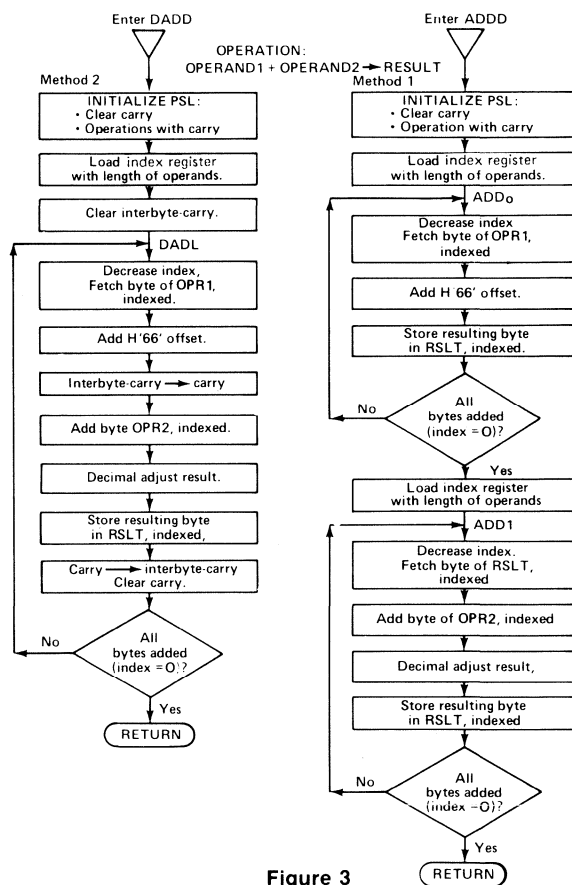 Enter DADD
Enter ADDD
OPERATION:
OPERAND1 + OPERAND2 → RESULT
Method 2
INITIALIZE PSL:
• Clear carry
• Operations with carry
Load index register
with length of operands.
Clear interbyte-carry.
DADL
Decrease index,
Fetch byte of OPR1,
indexed.
Add H'66' offset.
Interbyte-carry → carry
Add byte OPR2, indexed.
Decimal adjust result.
Store resulting byte
in RSLT, indexed,
Carry → interbyte-carry
Clear carry.
No
All
bytes added
(index =O)?
Yes
RETURN
Method 1
INITIALIZE PSL:
• Clear carry
• Operation with carry
Load index register
with length of operands.
ADDo
Decrease index
Fetch byte of OPR1,
indexed
Add H'66' offset.
Store resulting byte
in RSLT, indexed.
No
All
bytes added
(index =O)?
Yes
Load index register
with length of operands
ADD1
Decrease index.
Fetch byte of RSLT,
indexed
Add byte of OPR2, indexed
Decimal adjust result,
Store resulting byte
in RSLT, indexed
No
All
bytes added
(index –O)?
Yes
RETURN
Figure 3